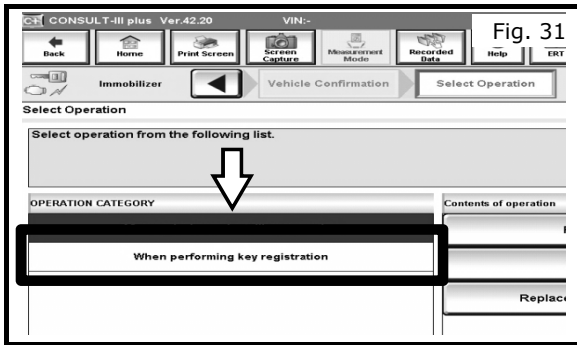 CONSULT-III plus Ver.42.20 VIN:-
Fig. 31
Back
Home
Print Screen
Screen
Capture
Measurement
Mode
Recorded
Data
Help
ERT
Immobilizer
Vehicle Confirmation
Select Operation
Select Operation
Select operation from the following list.
OPERATION CATEGORY
Contents of operation
When performing key registration
Replac